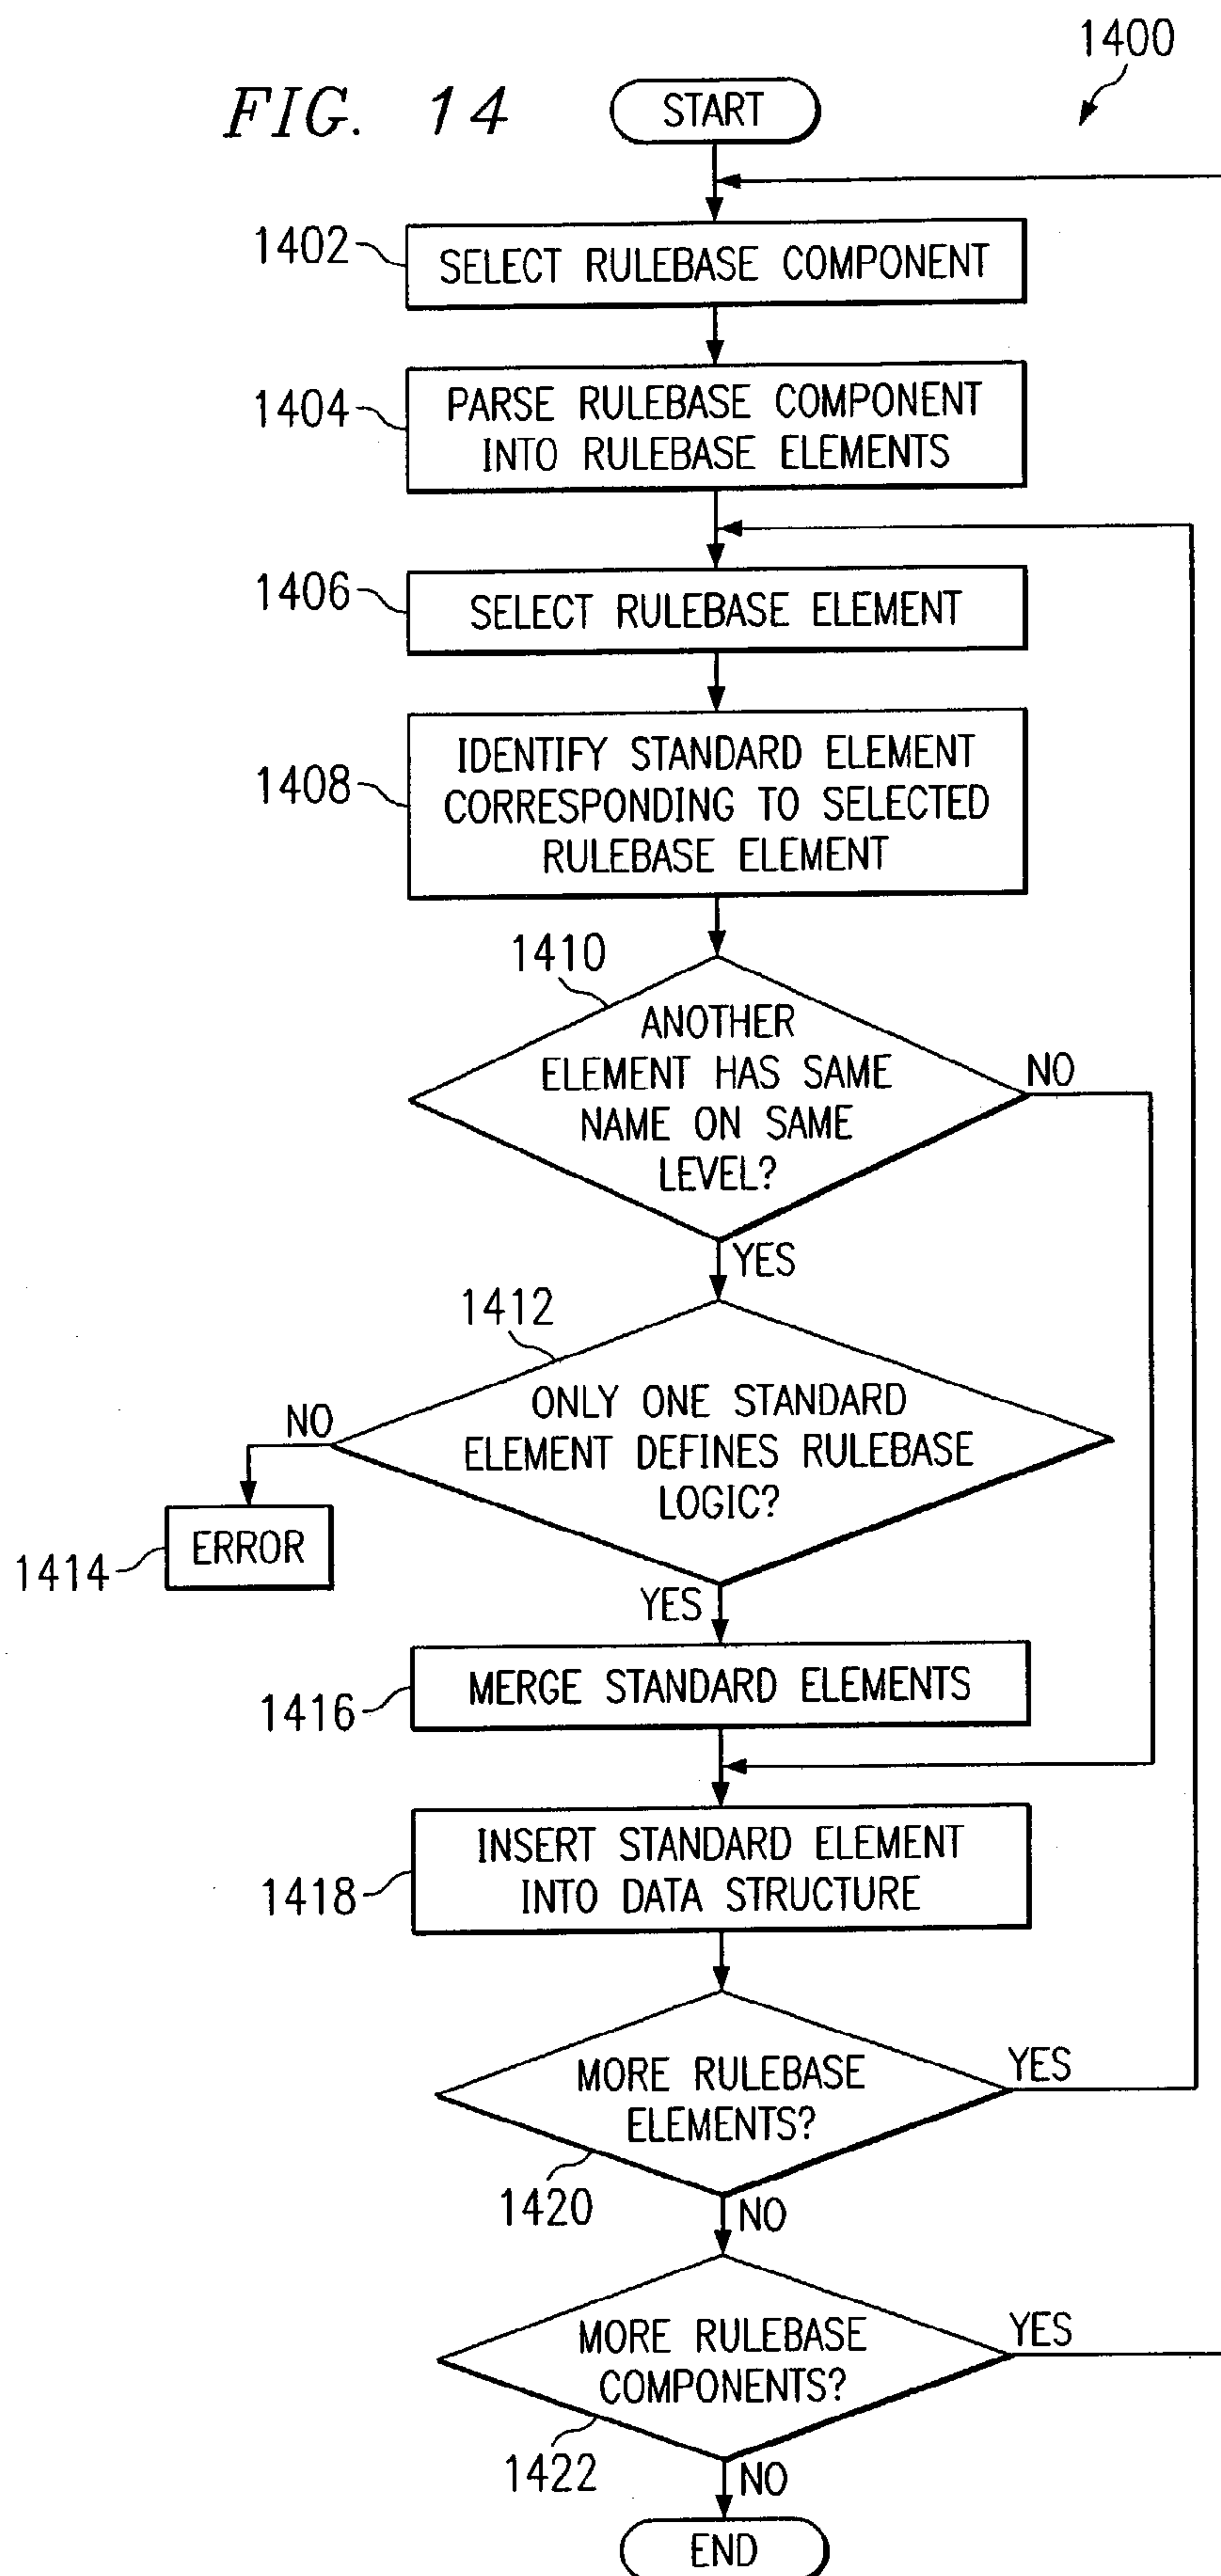 1400
FIG. 14
START
1402
SELECT RULEBASE COMPONENT
1404
PARSE RULEBASE COMPONENT
INTO RULEBASE ELEMENTS
1406
SELECT RULEBASE ELEMENT
1408
IDENTIFY STANDARD ELEMENT
CORRESPONDING TO SELECTED
RULEBASE ELEMENT
1410
ANOTHER
ELEMENT HAS SAME
NAME ON SAME
LEVEL?
NO
YES
1412
ONLY ONE STANDARD
ELEMENT DEFINES RULEBASE
LOGIC?
NO
1414
ERROR
YES
1416
MERGE STANDARD ELEMENTS
1418
INSERT STANDARD ELEMENT
INTO DATA STRUCTURE
MORE RULEBASE
ELEMENTS?
YES
1420
NO
MORE RULEBASE
COMPONENTS?
YES
1422
NO
END